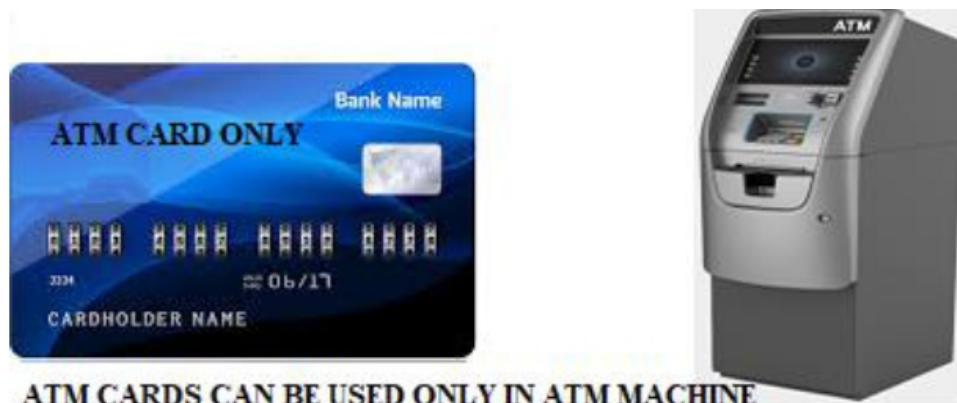 ATM
Bank Name
ATM CARD ONLY
3334
06/17
CARDHOLDER NAME
ATM CARDS CAN BE USED ONLY IN ATM MACHINE